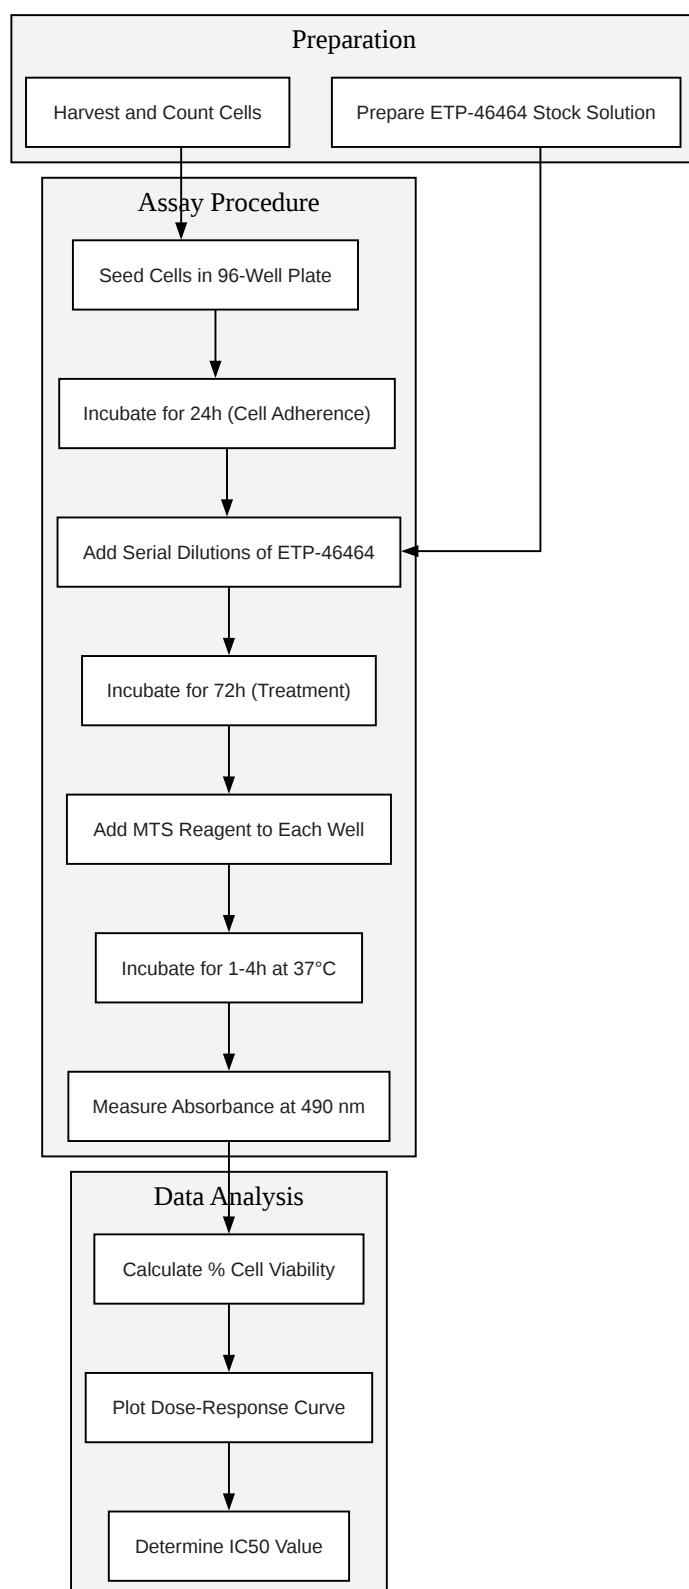 Preparation
Harvest and Count Cells
Prepare ETP-46464 Stock Solution
Assay Procedure
Seed Cells in 96-Well Plate
Incubate for 24h (Cell Adherence)
Add Serial Dilutions of ETP-46464
Incubate for 72h (Treatment)
Add MTS Reagent to Each Well
Incubate for 1-4h at 37°C
Measure Absorbance at 490 nm
Data Analysis
Calculate % Cell Viability
Plot Dose-Response Curve
Determine IC50 Value